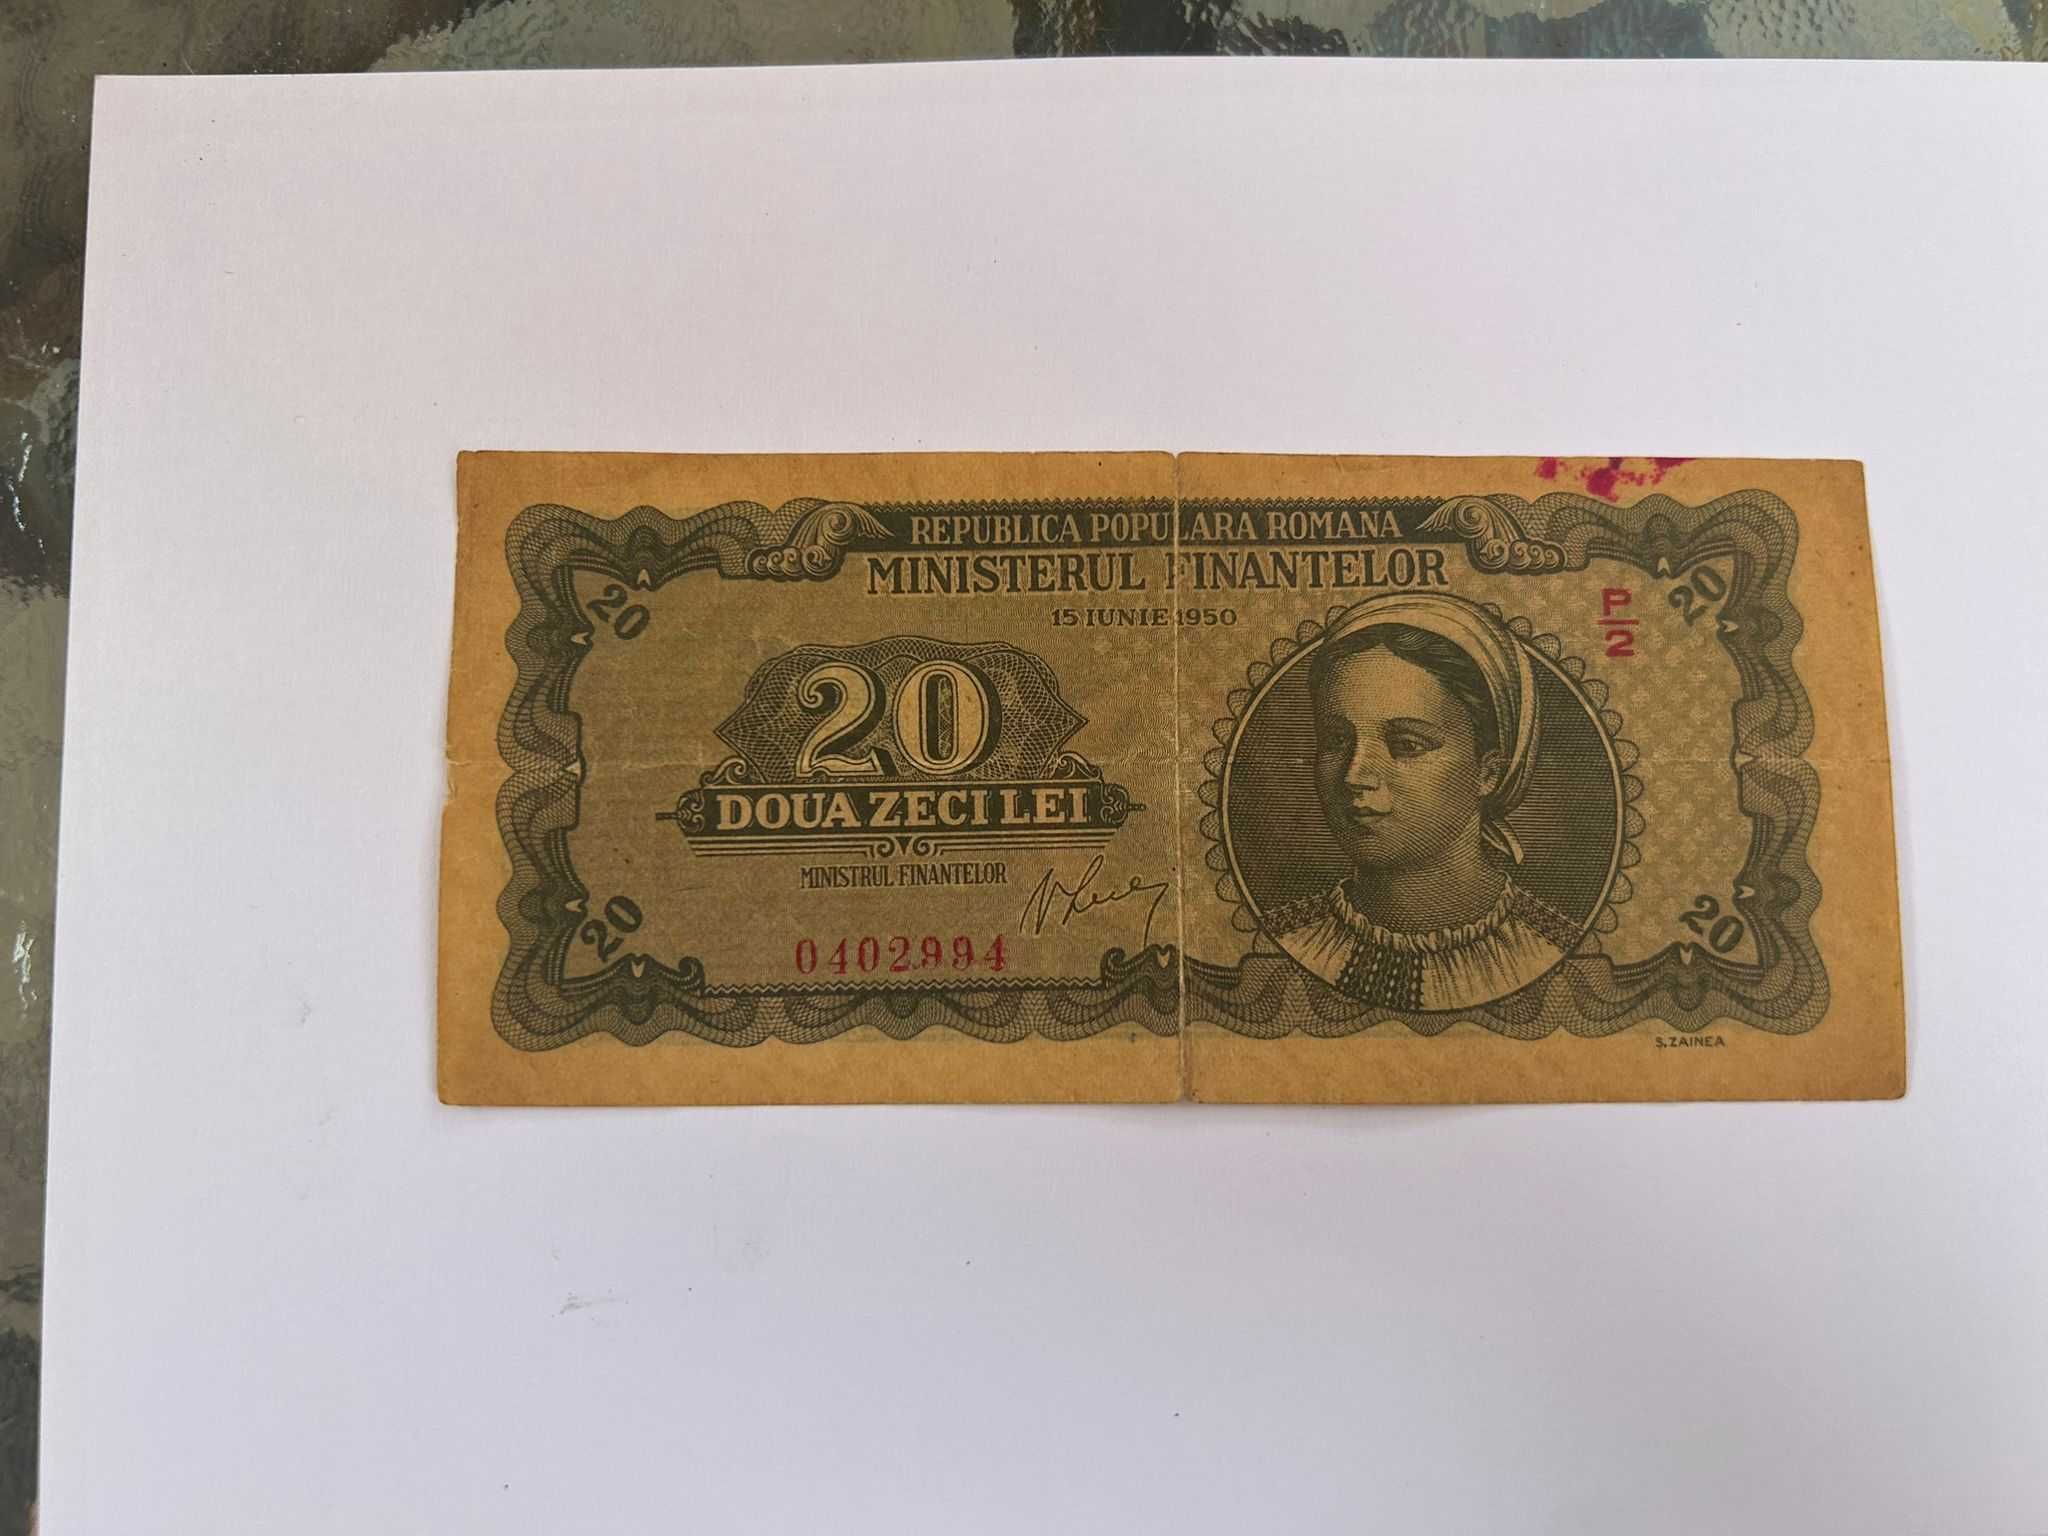 REPUBLICA POPULARA ROMANA
MINISTERUL FINANTELOR
15 IUNIE 1950
20
20
P/2
20
DOUA ZECI LEI
MINISTRUL FINANTELOR
0402994
20
20
S. ZAINEA